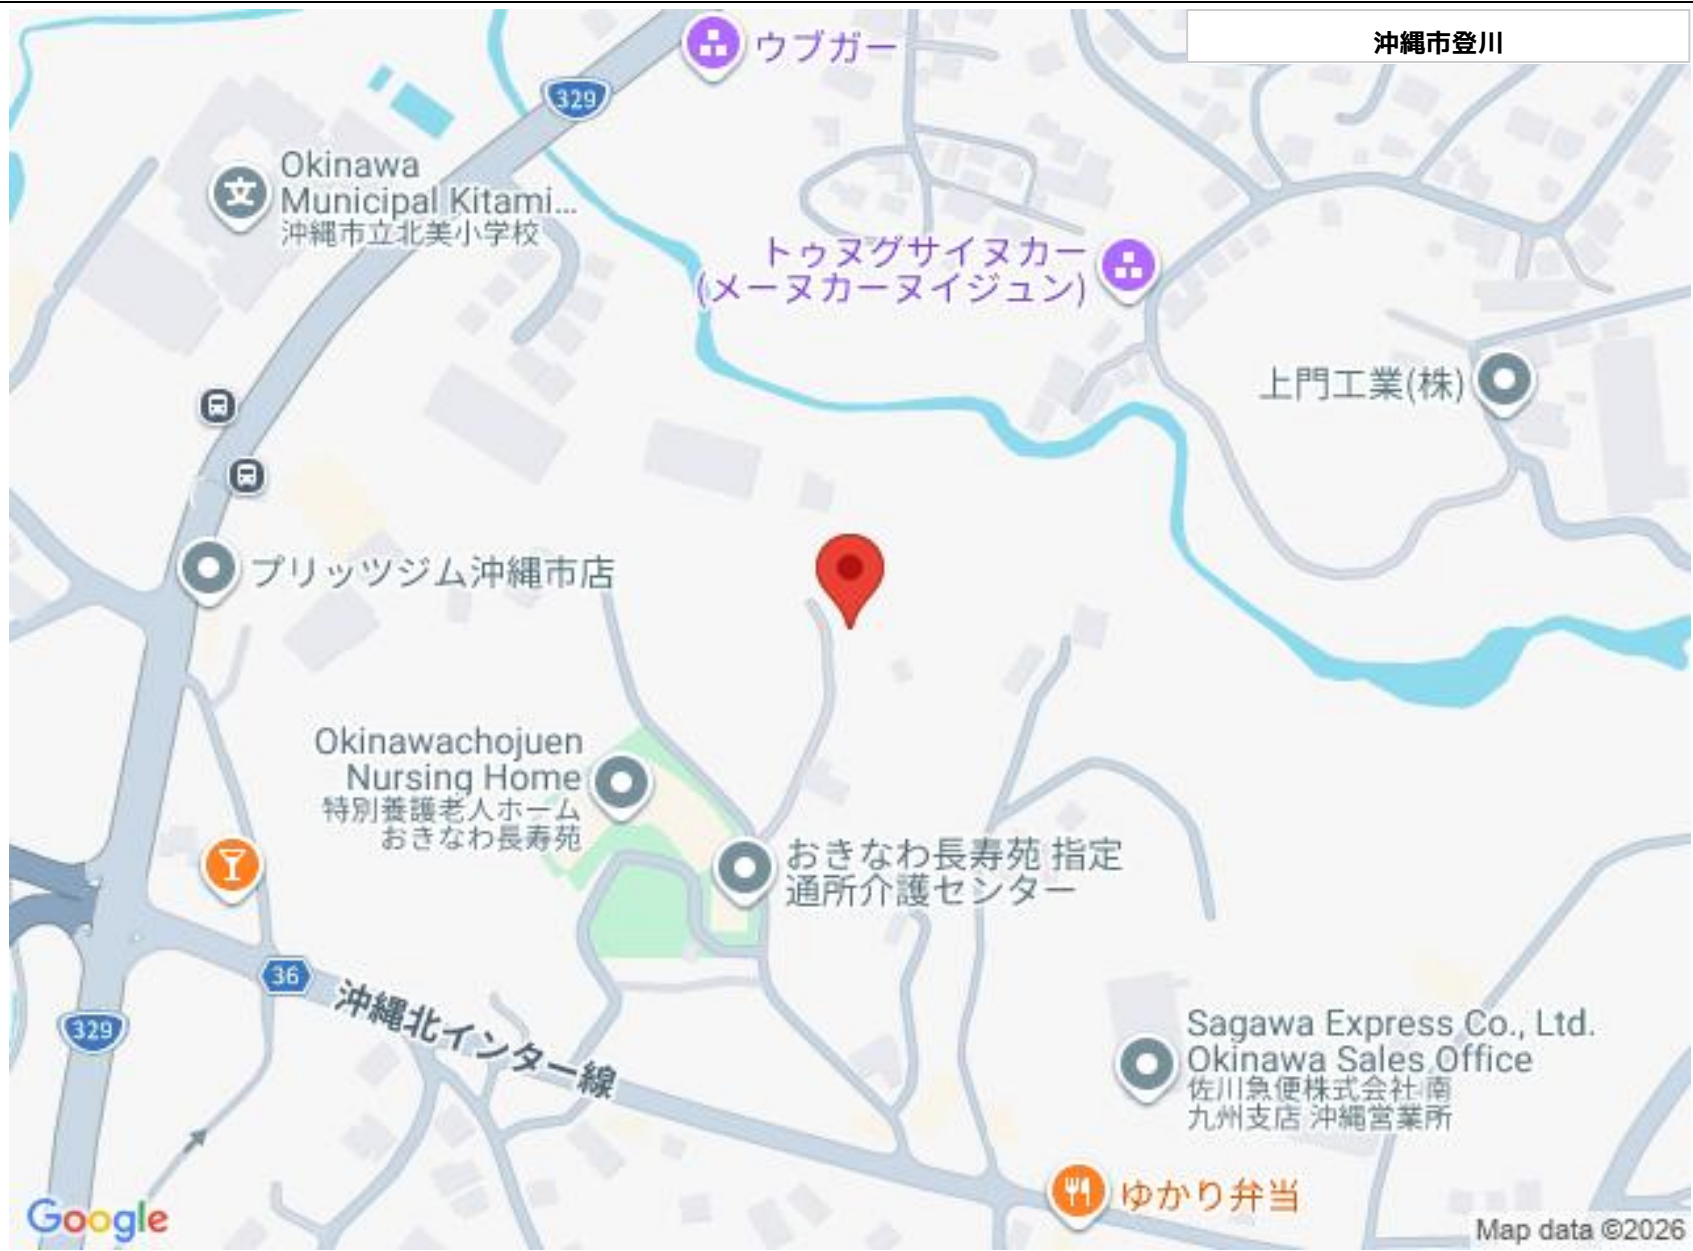 沖縄市登川
ウブガー
329
Okinawa
Municipal Kitami...
沖縄市立北美小学校
トゥヌグサイヌカー
(メーヌカーヌイジュン)
上門工業(株)
プリッツジム沖縄市店
Okinawachojuen
Nursing Home
特別養護老人ホーム
おきなわ長寿苑
おきなわ長寿苑 指定
通所介護センター
36
沖縄北インター線
329
Sagawa Express Co., Ltd.
Okinawa Sales Office
佐川急便株式会社 南
九州支店 沖縄営業所
ゆかり弁当
Google
Map data ©2026